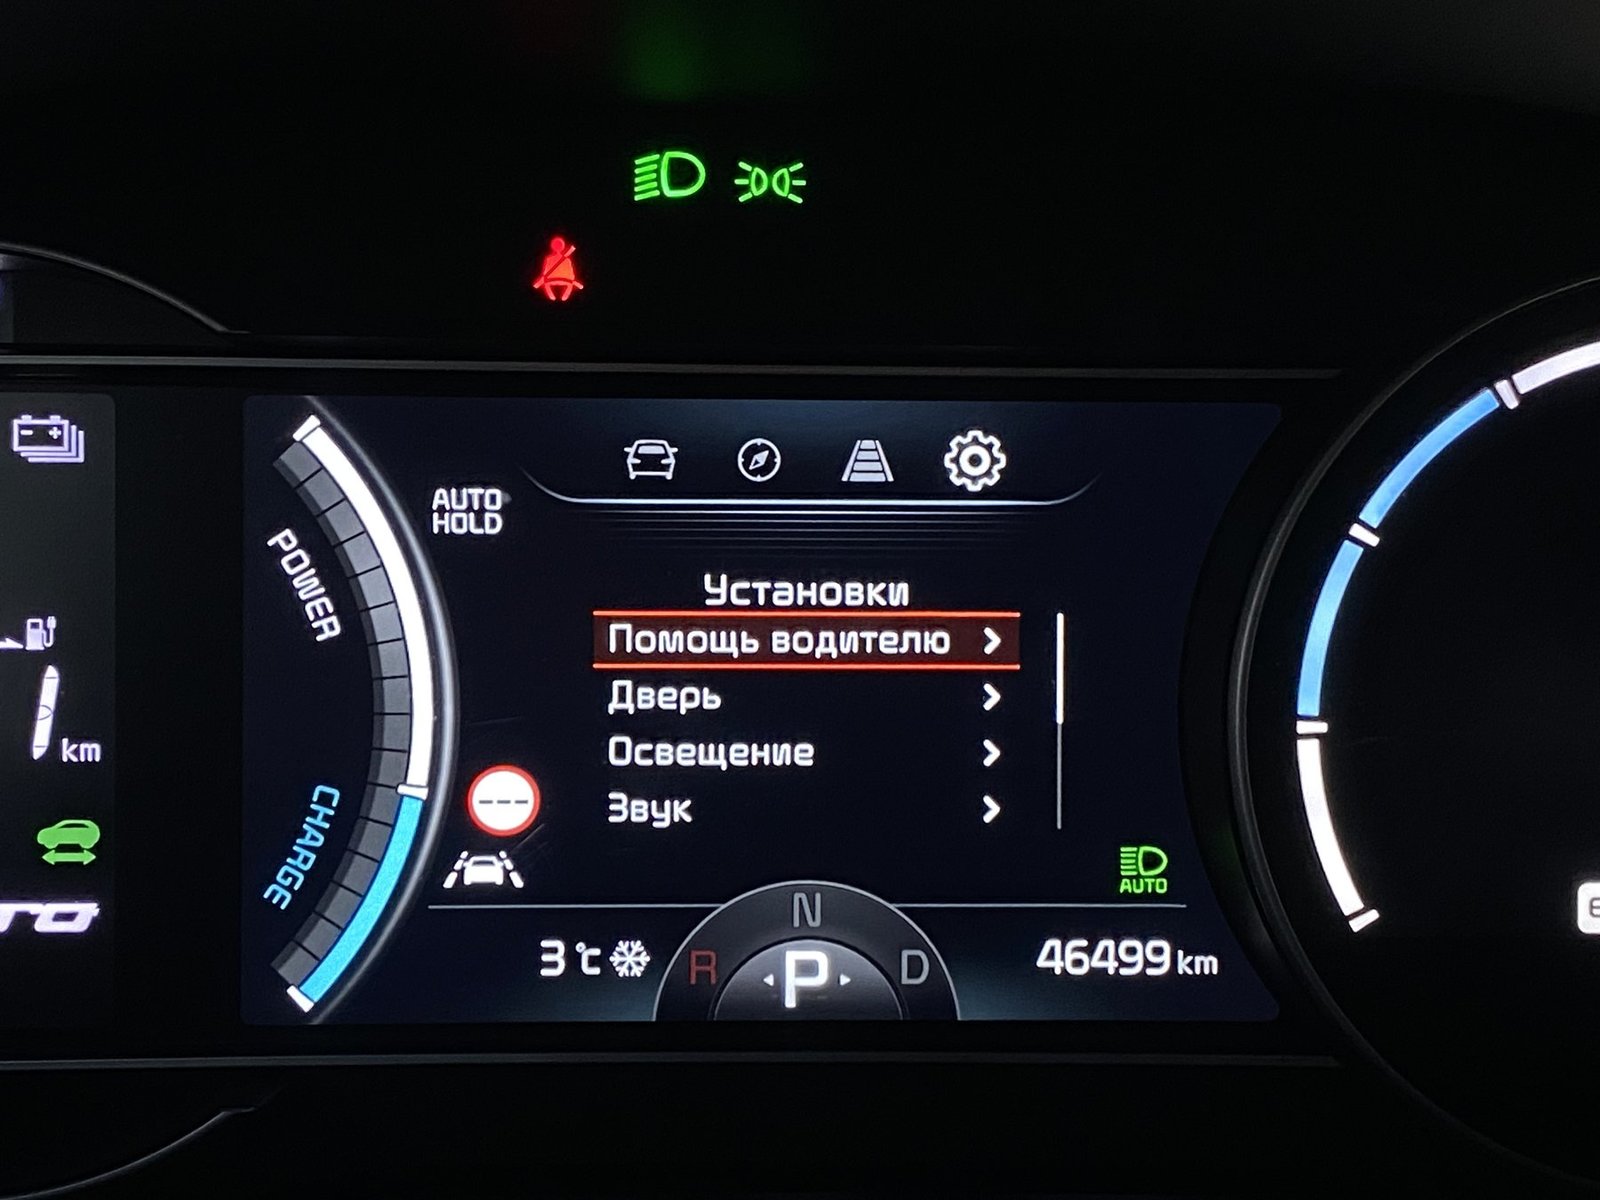 AUTO
HOLD
POWER
Установки
Помощь водителю
Дверь
Освещение
Звук
km
CHARGE
---
AUTO
N
R P D
3 °C
46499 km